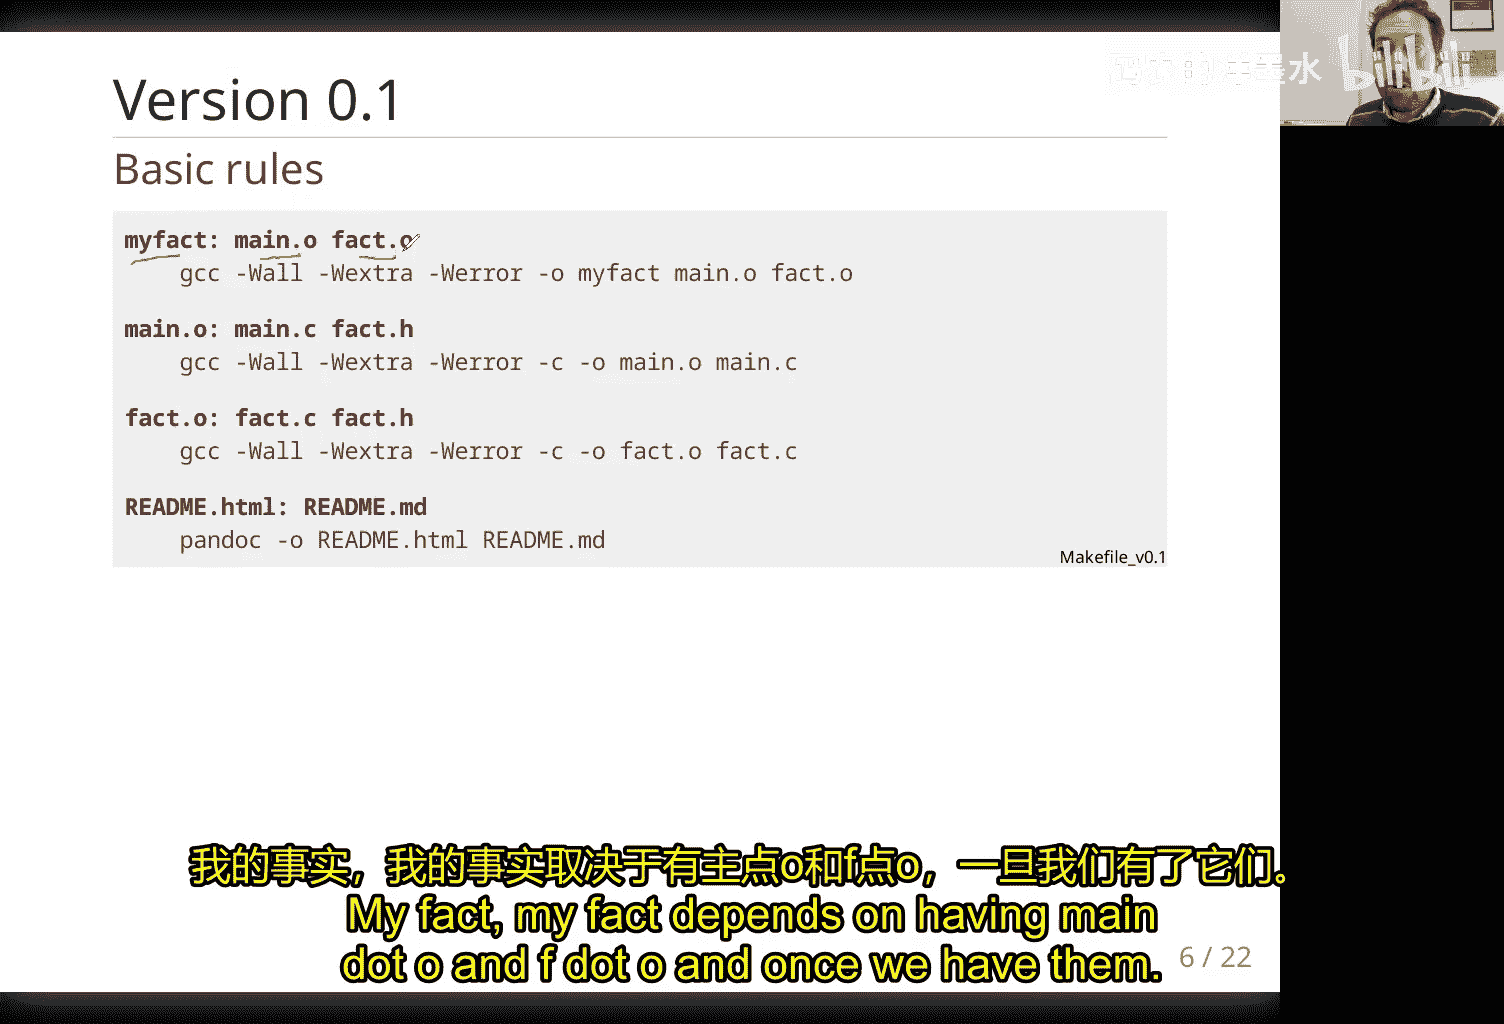 Version 0.1
Basic rules
myfact: main.o fact.o
gcc -Wall -Wextra -Werror -o myfact main.o fact.o
main.o: main.c fact.h
gcc -Wall -Wextra -Werror -c -o main.o main.c
fact.o: fact.c fact.h
gcc -Wall -Wextra -Werror -c -o fact.o fact.c
README.html: README.md
pandoc -o README.html README.md
Makefile_v0.1
我的事实，我的事实取决于有主点o和f点o，一旦我们有了它们。
My fact, my fact depends on having main
dot o and f dot o and once we have them.
6 / 22
bilibili